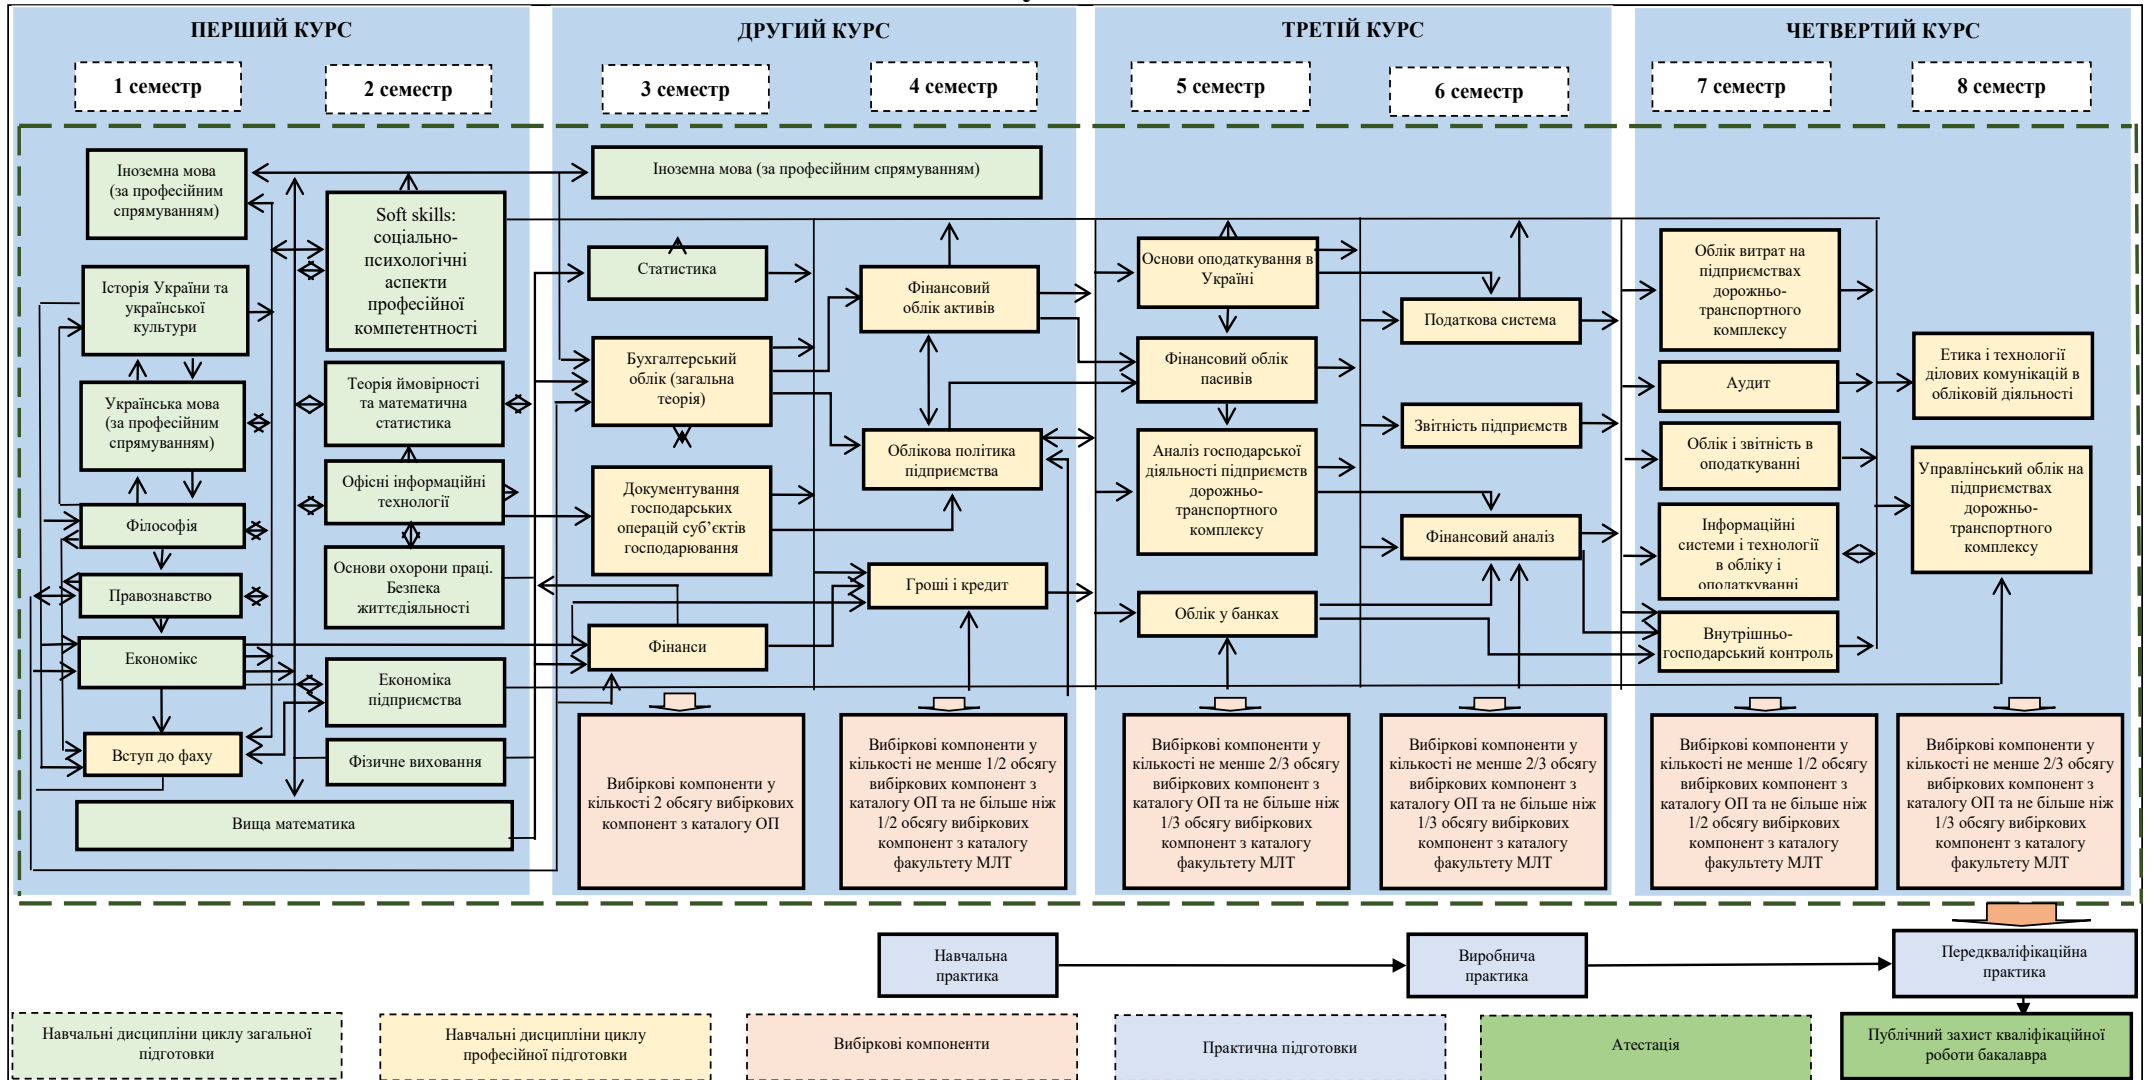 ПЕРШИЙ КУРС
ДРУГИЙ КУРС
ТРЕТІЙ КУРС
ЧЕТВЕРТИЙ КУРС
1 семестр
2 семестр
3 семестр
4 семестр
5 семестр
6 семестр
7 семестр
8 семестр
Іноземна мова
(за професійним
спрямуванням)
Історія України та
української
культури
Українська мова
(за професійним
спрямуванням)
Філософія
Правознавство
Економікс
Вступ до фаху
Вища математика
Soft skills:
соціально-
психологічні
аспекти
професійної
компетентності
Теорія ймовірності
та математична
статистика
Офісні інформаційні
технології
Основи охорони праці.
Безпека
життєдіяльності
Економіка
підприємства
Фізичне виховання
Іноземна мова (за професійним спрямуванням)
Статистика
Бухгалтерський
облік (загальна
теорія)
Документування
господарських
операцій суб’єктів
господарювання
Фінанси
Вибіркові компоненти у
кількості 2 обсягу вибіркових
компонент з каталогу ОП
Фінансовий
облік активів
Облікова політика
підприємства
Гроші і кредит
Вибіркові компоненти у
кількості не менше 1/2 обсягу
вибіркових компонент з
каталогу ОП та не більше ніж
1/2 обсягу вибіркових
компонент з каталогу
факультету МЛТ
Основи оподаткування в
Україні
Фінансовий облік
пасивів
Аналіз господарської
діяльності підприємств
дорожньо-
транспортного
комплексу
Облік у банках
Вибіркові компоненти у
кількості не менше 2/3 обсягу
вибіркових компонент з
каталогу ОП та не більше ніж
1/3 обсягу вибіркових
компонент з каталогу
факультету МЛТ
Податкова система
Звітність підприємств
Фінансовий аналіз
Вибіркові компоненти у
кількості не менше 2/3 обсягу
вибіркових компонент з
каталогу ОП та не більше ніж
1/3 обсягу вибіркових
компонент з каталогу
факультету МЛТ
Облік витрат на
підприємствах
дорожньо-
транспортного
комплексу
Аудит
Облік і звітність в
оподаткуванні
Інформаційні
системи і технології
в обліку і
оподаткуванні
Внутрішньо-
господарський контроль
Вибіркові компоненти у
кількості не менше 1/2 обсягу
вибіркових компонент з
каталогу ОП та не більше ніж
1/2 обсягу вибіркових
компонент з каталогу
факультету МЛТ
Етика і технології
ділових комунікацій в
обліковій діяльності
Управлінський облік на
підприємствах
дорожньо-
транспортного
комплексу
Вибіркові компоненти у
кількості не менше 2/3 обсягу
вибіркових компонент з
каталогу ОП та не більше ніж
1/3 обсягу вибіркових
компонент з каталогу
факультету МЛТ
Навчальна
практика
Виробнича
практика
Передкваліфікаційна
практика
Навчальні дисципліни циклу загальної
підготовки
Навчальні дисципліни циклу
професійної підготовки
Вибіркові компоненти
Практична підготовки
Атестація
Публічний захист кваліфікаційної
роботи бакалавра